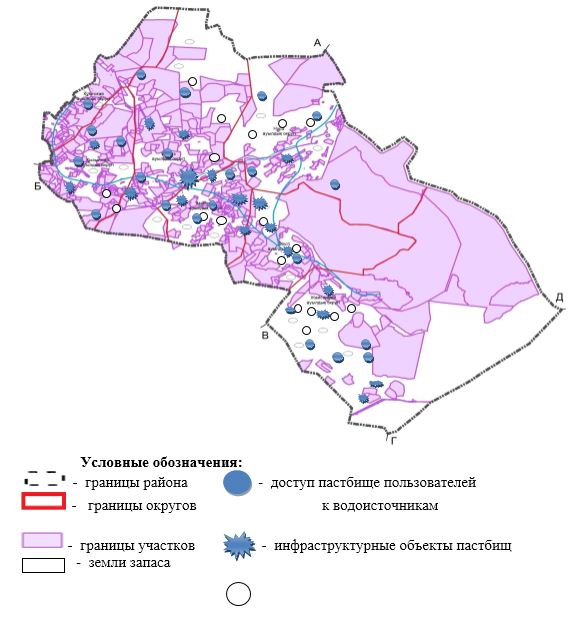 А
Б
Д
В
Г
Условные обозначения:
- границы района
- границы округов
- границы участков
- земли запаса
- доступ пастбище пользователей
к водоисточникам
- инфраструктурные объекты пастбищ